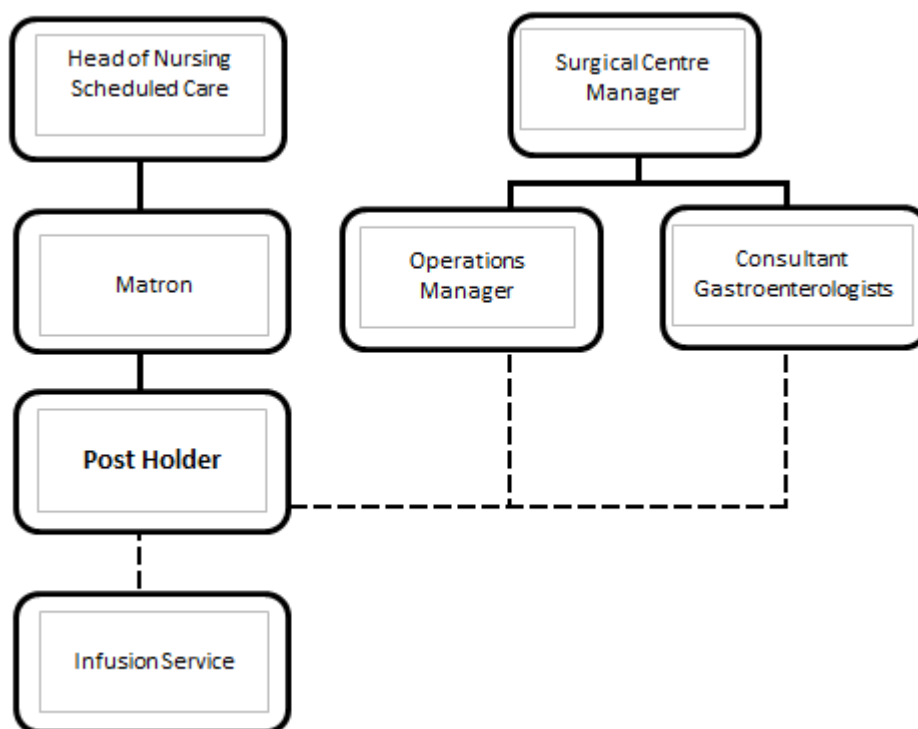 Head of Nursing
Scheduled Care
Surgical Centre
Manager
Matron
Operations
Manager
Consultant
Gastroenterologists
Post Holder
Infusion Service